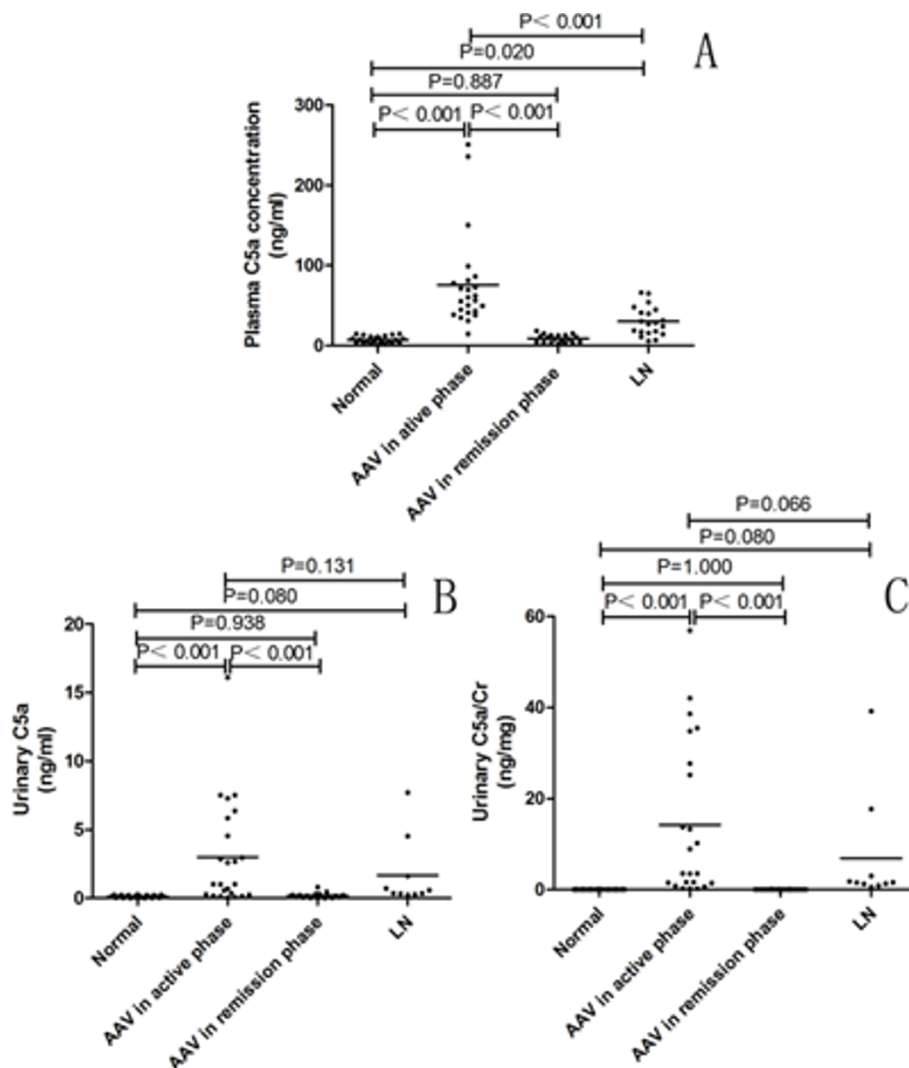 P< 0.001
A
P=0.020
P=0.887
P< 0.001 P< 0.001
Plasma C5a concentration
(ng/ml)
300
200
100
0
Normal
AAV in ative phase
AAV in remission phase
LN
P=0.131
B
P=0.080
P=0.938
P< 0.001 P< 0.001
Urinary C5a
(ng/ml)
20
15
10
5
0
Normal
AAV in active phase
AAV in remission phase
LN
P=0.066
P=0.080
P=1.000
C
P< 0.001 P< 0.001
Urinary C5a/Cr
(ng/mg)
60
40
20
0
Normal
AAV in active phase
AAV in remission phase
LN